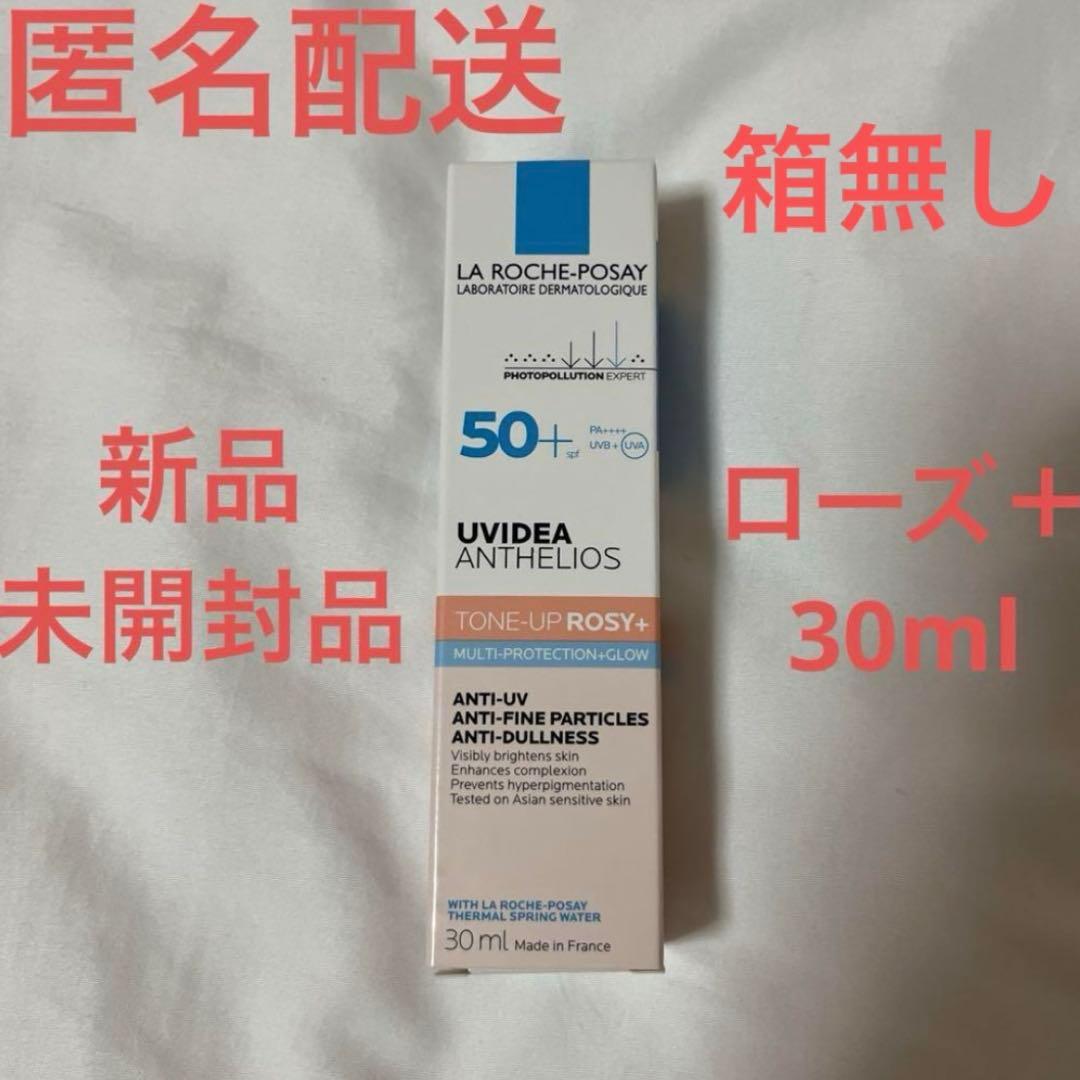 匿名配送
箱無し
新品
未開封品
ローズ＋
30ml
LA ROCHE-POSAY
LABORATOIRE DERMATOLOGIQUE
PHOTOPOLLUTION EXPERT
50+ spf
PA++++
UVB + UVA
UVIDEA
ANTHELIOS
TONE-UP ROSY+
MULTI-PROTECTION+GLOW
ANTI-UV
ANTI-FINE PARTICLES
ANTI-DULLNESS
Visibly brightens skin
Enhances complexion
Prevents hyperpigmentation
Tested on Asian sensitive skin
WITH LA ROCHE-POSAY
THERMAL SPRING WATER
30 ml Made in France